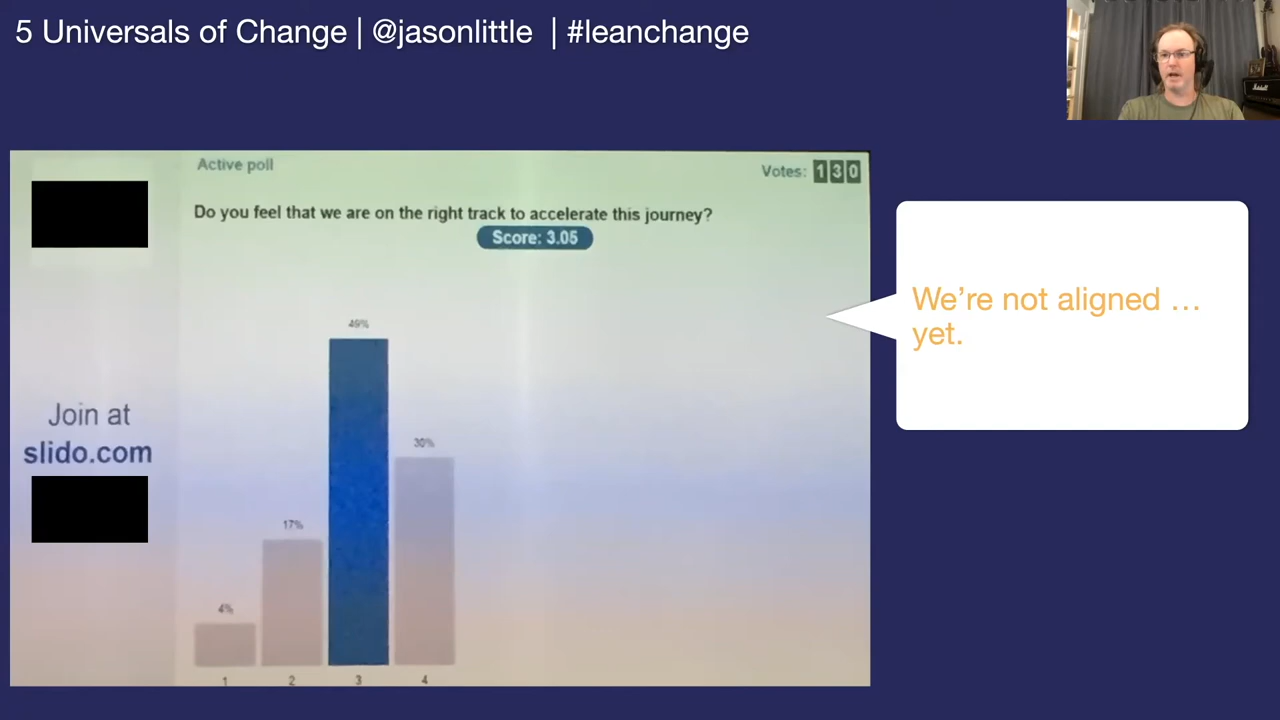 5 Universals of Change | @jasonlittle | #leanchange
Marshall
Active poll
Votes: 130
Do you feel that we are on the right track to accelerate this journey?
Score: 3.05
We’re not aligned …
yet.
49%
Join at
slido.com
30%
17%
4%
1 2 3 4